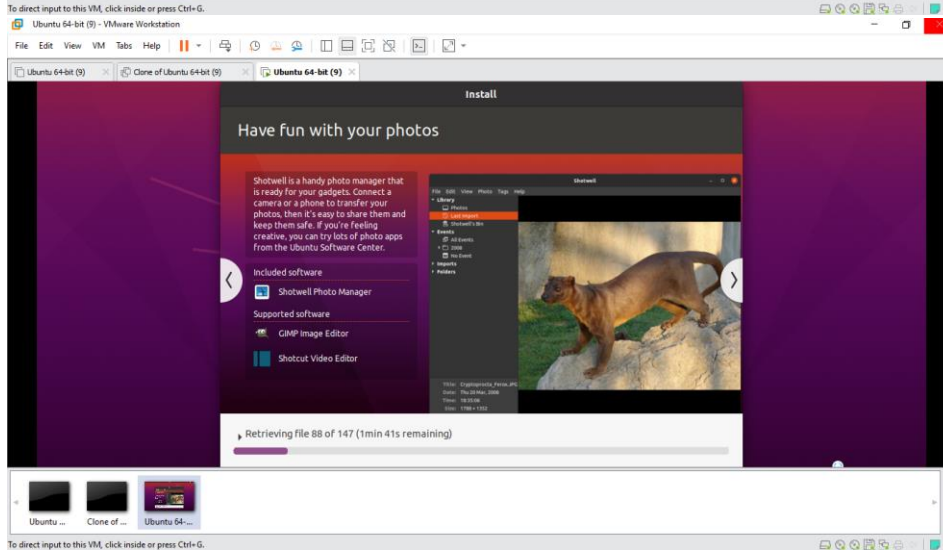 To direct input to this VM, click inside or press Ctrl+G.
Ubuntu 64-bit (9) - VMware Workstation
File Edit View VM Tabs Help
Ubuntu 64-bit (9) Clone of Ubuntu 64-bit (9) Ubuntu 64-bit (9)
Install
Have fun with your photos
Shotwell is a handy photo manager that
is ready for your gadgets. Connect a
camera or a phone to transfer your
photos, then it's easy to share them and
keep them safe. If you're feeling
creative, you can try lots of photo apps
from the Ubuntu Software Center.
Included software
Shotwell Photo Manager
Supported software
GIMP Image Editor
Shotcut Video Editor
Shotwell
File Edit View Photo Tags Help
Library
Photos
Last Import
Shotwell's Bin
Events
All Events
2008
No Event
Imports
Folders
Title: Cryptoprocta_Ferox.JPG
Date:
Time:
Size:
Retrieving file 88 of 147 (1min 41s remaining)
Ubuntu ... Clone of ... Ubuntu 64-...
To direct input to this VM, click inside or press Ctrl+G.